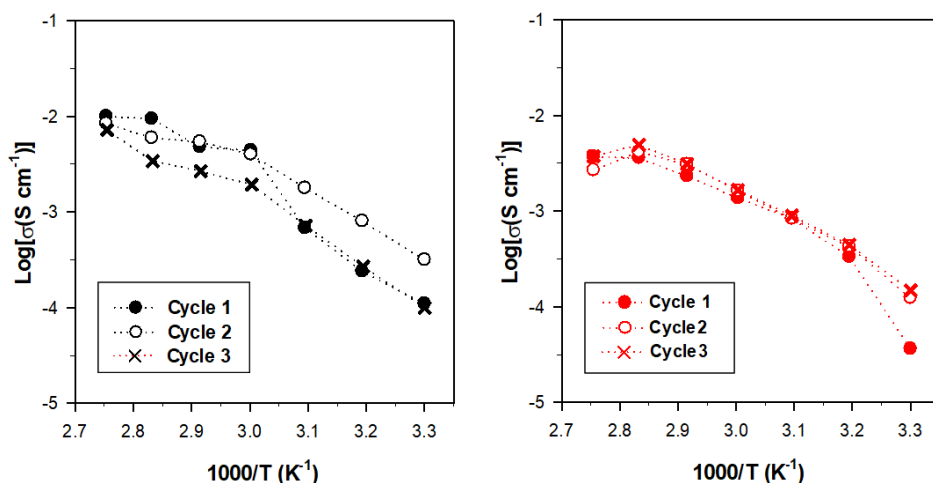 -1
-2
-3
-4
-5
Log[σ(S cm⁻¹)]
Cycle 1
Cycle 2
Cycle 3
2.7 2.8 2.9 3.0 3.1 3.2 3.3
1000/T (K⁻¹)
-1
-2
-3
-4
-5
Log[σ(S cm⁻¹)]
Cycle 1
Cycle2
Cycle3
2.7 2.8 2.9 3.0 3.1 3.2 3.3
1000/T (K⁻¹)